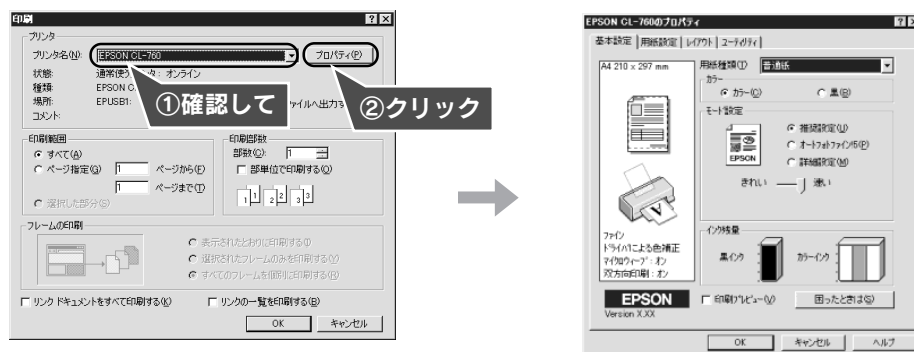 印刷
プリンタ
プリンタ名(N): EPSON CL-760 プロパティ(P)
状態: 通常使う
タ: オンライン
種類: EPSON C
場所: EPUSB1:
コメント:
ァイルへ出力す
①確認して
②クリック
印刷範囲
すべて(A)
ページ指定(G) 1 ページから(F)
1 ページまで(T)
選択した部分(S)
印刷部数
部数(C): 1
部単位で印刷する(O)
1 1 2 2 3 3
フレームの印刷
表示されたとおりに印刷する(I)
選択されたフレームのみを印刷する(V)
すべてのフレームを個別に印刷する(R)
リンク ドキュメントをすべて印刷する(K) リンクの一覧を印刷する(B)
OK キャンセル
EPSON CL-760のプロパティ
基本設定 用紙設定 レイアウト ユーティリティ
A4 210 x 297 mm
ファイン
ドライバによる色補正
マイクロウィーブ : オン
双方向印刷 : オン
EPSON
Version X.XX
用紙種類(T) 普通紙
カラー
カラー(C) 黒(B)
モード設定
EPSON
推奨設定(U)
オートフォトファイン!5(P)
詳細設定(M)
きれい 速い
インク残量
黒インク カラーインク
印刷プレビュー(V) 困ったときは(S)
OK キャンセル ヘルプ